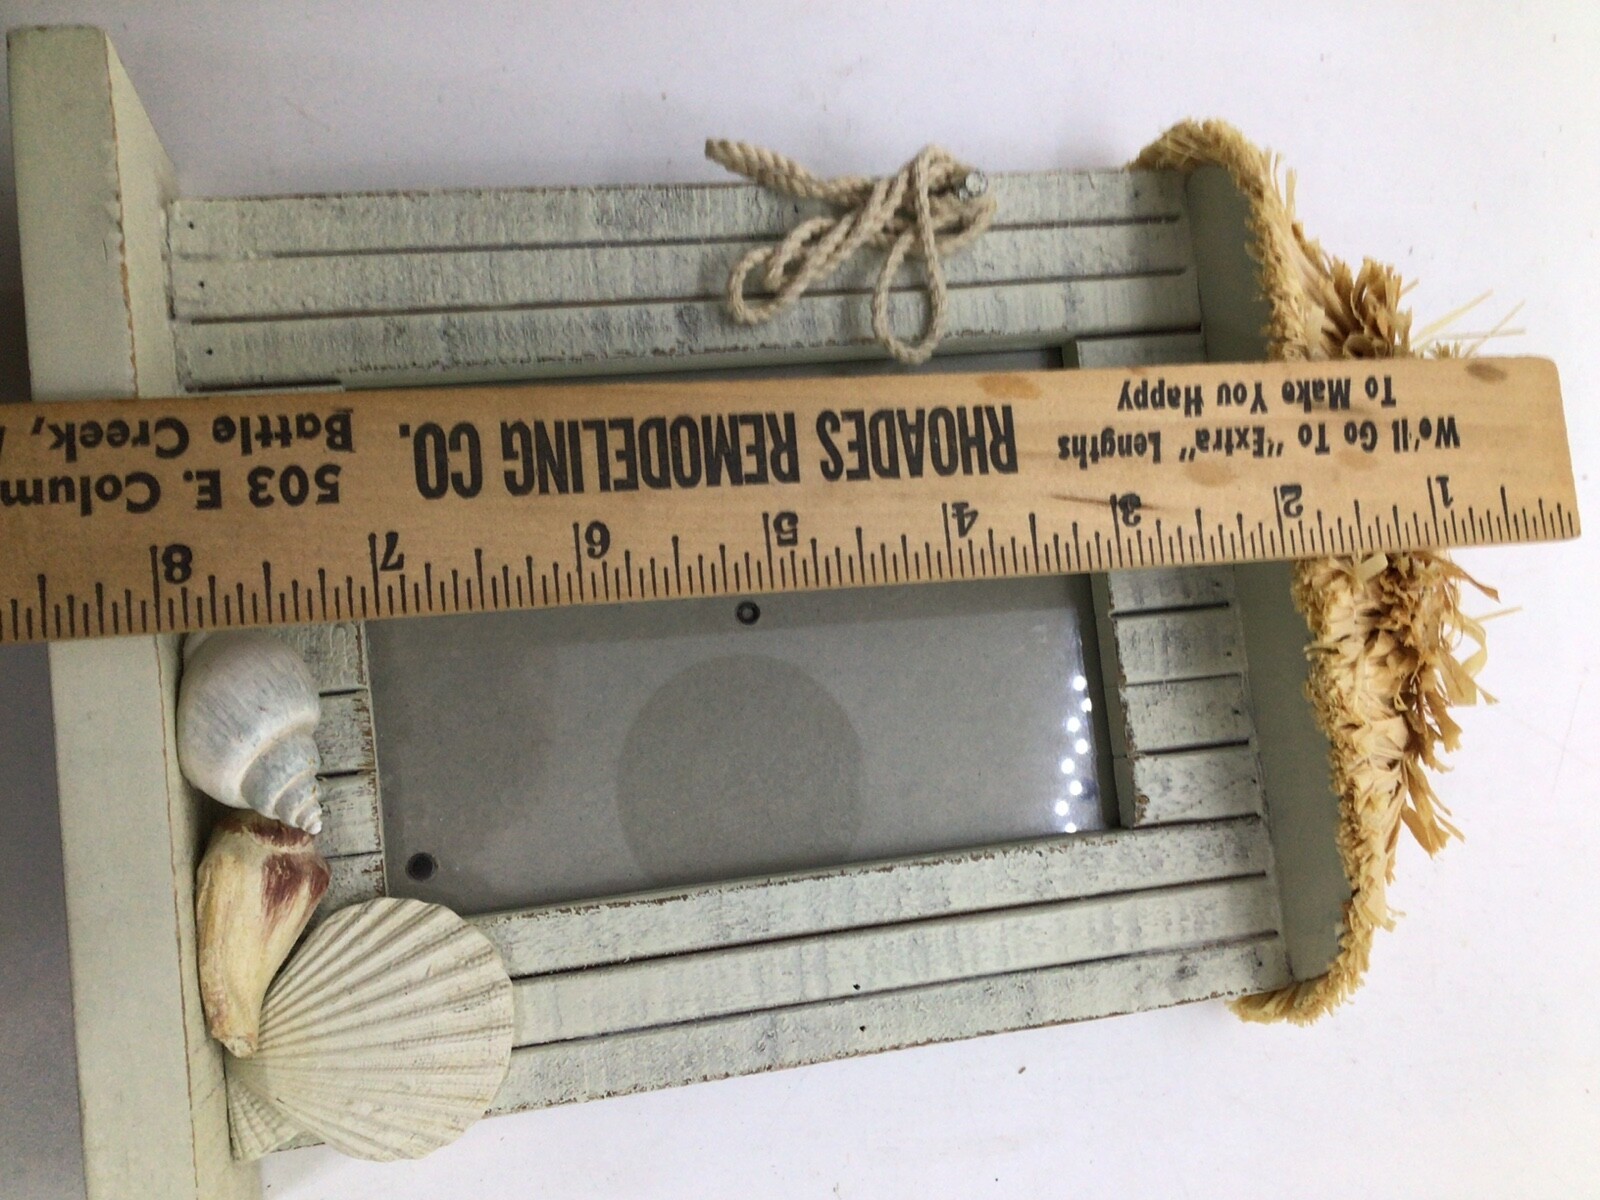 We'll Go To "Extra" Lengths
To Make You Happy
RHOADES REMODELING CO.
503 E. Colum
Battle Creek,
1 2 3 4 5 6 7 8